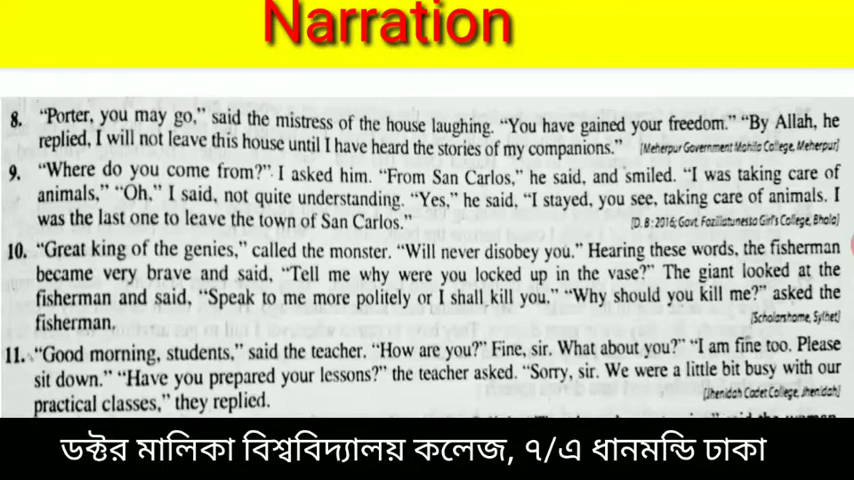 Narration
8. “Porter, you may go,” said the mistress of the house laughing. “You have gained your freedom.” “By Allah, he
replied, I will not leave this house until I have heard the stories of my companions.” [Meherpur Government Mohila College, Meherpur]
9. “Where do you come from?” I asked him. “From San Carlos,” he said, and smiled. “I was taking care of
animals,” “Oh,” I said, not quite understanding. “Yes,” he said, “I stayed, you see, taking care of animals. I
was the last one to leave the town of San Carlos.” [D. B : 2016; Govt. Fazilatunessa Girl's College, Bhola]
10. “Great king of the genies,” called the monster. “Will never disobey you.” Hearing these words, the fisherman
became very brave and said, “Tell me why were you locked up in the vase?” The giant looked at the
fisherman and said, “Speak to me more politely or I shall kill you.” “Why should you kill me?” asked the
fisherman. [Scholarshome, Sylhet]
11. “Good morning, students,” said the teacher. “How are you?” Fine, sir. What about you?” “I am fine too. Please
sit down.” “Have you prepared your lessons?” the teacher asked. “Sorry, sir. We were a little bit busy with our
practical classes,” they replied. [Jhenidah Cadet College, Jhenidah]
ডক্টর মালিকা বিশ্ববিদ্যালয় কলেজ, ৭/এ ধানমন্ডি ঢাকা